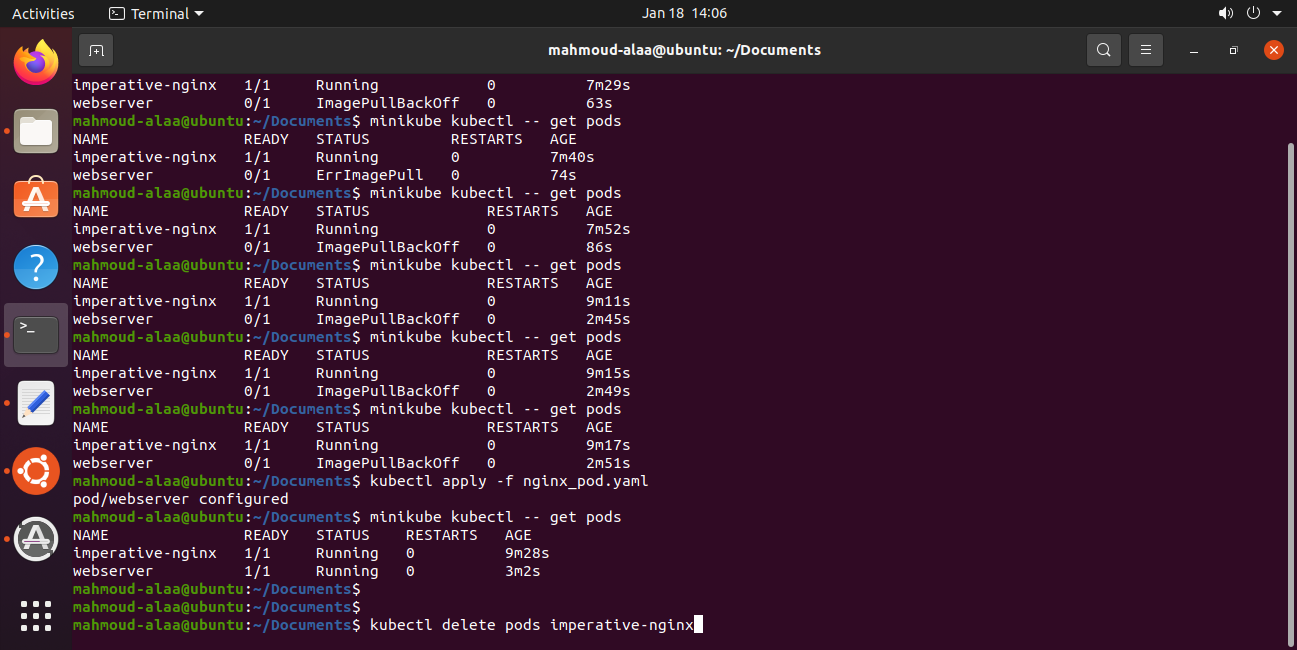 Activities Terminal Jan 18 14:06
mahmoud-alaa@ubuntu: ~/Documents
imperative-nginx 1/1 Running 0 7m29s
webserver 0/1 ImagePullBackOff 0 63s
mahmoud-alaa@ubuntu:~/Documents$ minikube kubectl -- get pods
NAME READY STATUS RESTARTS AGE
imperative-nginx 1/1 Running 0 7m40s
webserver 0/1 ErrImagePull 0 74s
mahmoud-alaa@ubuntu:~/Documents$ minikube kubectl -- get pods
NAME READY STATUS RESTARTS AGE
imperative-nginx 1/1 Running 0 7m52s
webserver 0/1 ImagePullBackOff 0 86s
mahmoud-alaa@ubuntu:~/Documents$ minikube kubectl -- get pods
NAME READY STATUS RESTARTS AGE
imperative-nginx 1/1 Running 0 9m11s
webserver 0/1 ImagePullBackOff 0 2m45s
mahmoud-alaa@ubuntu:~/Documents$ minikube kubectl -- get pods
NAME READY STATUS RESTARTS AGE
imperative-nginx 1/1 Running 0 9m15s
webserver 0/1 ImagePullBackOff 0 2m49s
mahmoud-alaa@ubuntu:~/Documents$ minikube kubectl -- get pods
NAME READY STATUS RESTARTS AGE
imperative-nginx 1/1 Running 0 9m17s
webserver 0/1 ImagePullBackOff 0 2m51s
mahmoud-alaa@ubuntu:~/Documents$ kubectl apply -f nginx_pod.yaml
pod/webserver configured
mahmoud-alaa@ubuntu:~/Documents$ minikube kubectl -- get pods
NAME READY STATUS RESTARTS AGE
imperative-nginx 1/1 Running 0 9m28s
webserver 1/1 Running 0 3m2s
mahmoud-alaa@ubuntu:~/Documents$
mahmoud-alaa@ubuntu:~/Documents$
mahmoud-alaa@ubuntu:~/Documents$ kubectl delete pods imperative-nginx